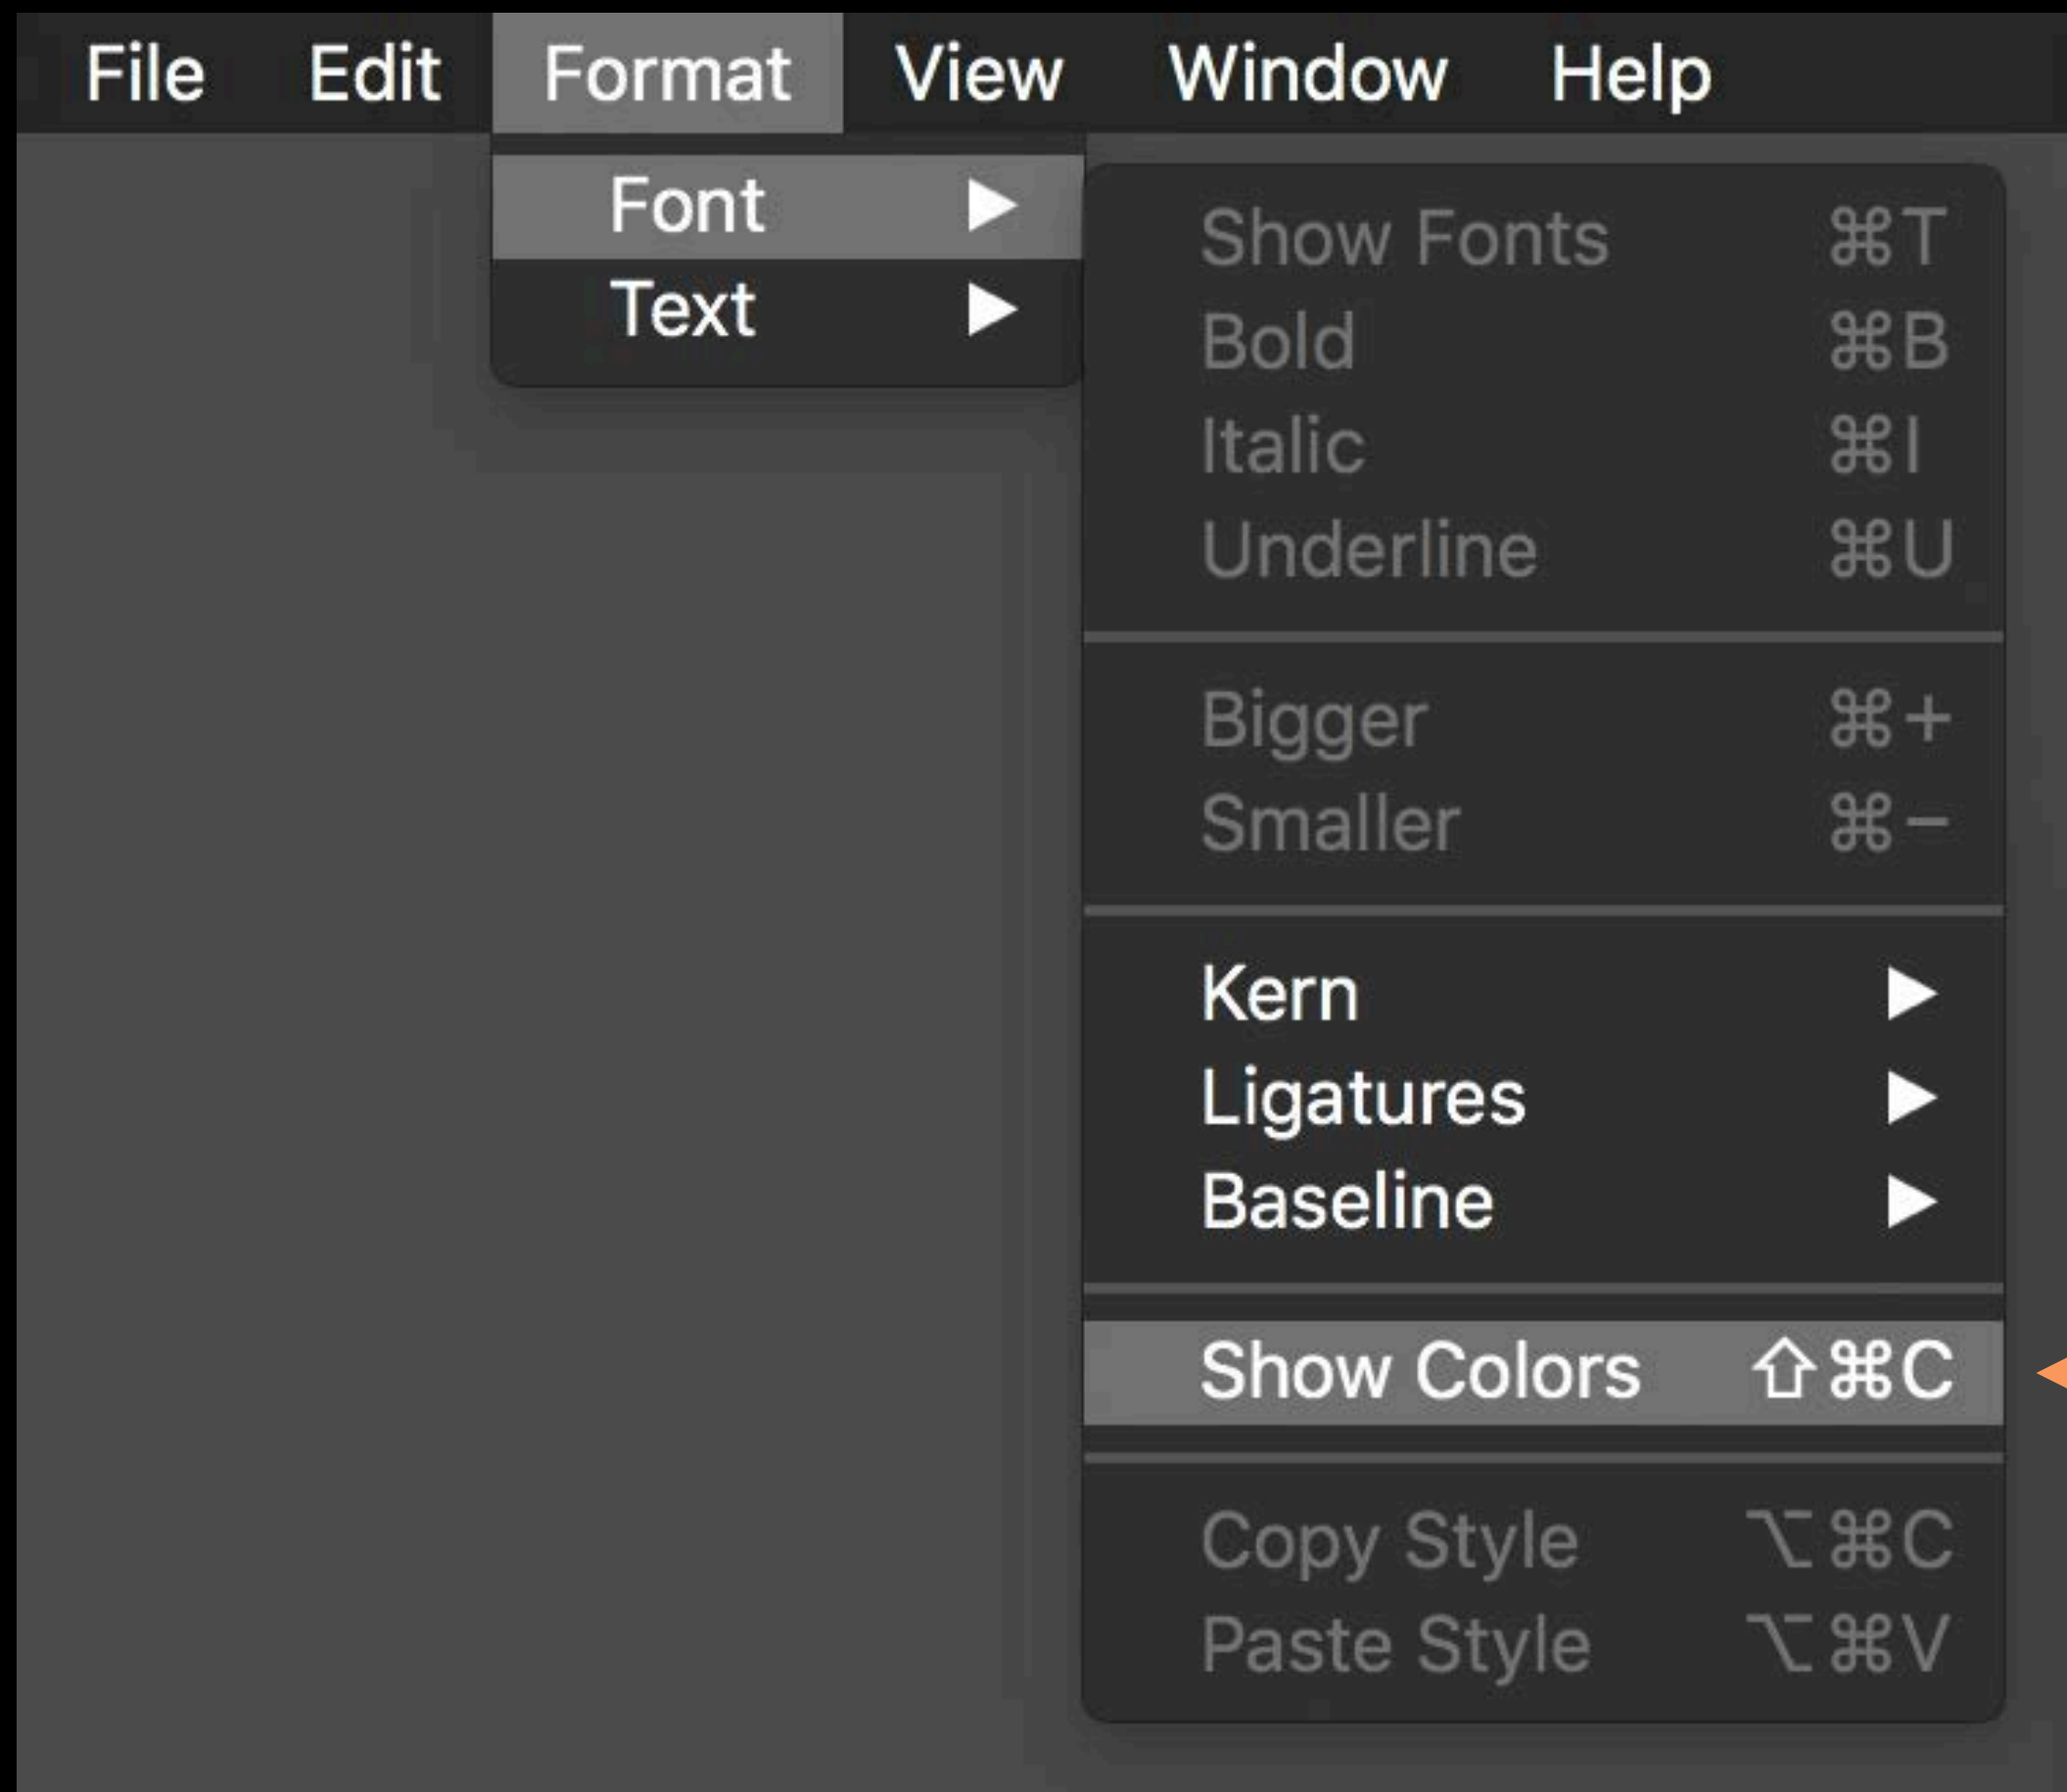 File Edit Format View Window Help
Font ▶
Text ▶
Show Fonts ⌘T
Bold ⌘B
Italic ⌘I
Underline ⌘U
Bigger ⌘+
Smaller ⌘−
Kern ▶
Ligatures ▶
Baseline ▶
Show Colors ⇧⌘C
Copy Style ⌥⌘C
Paste Style ⌥⌘V